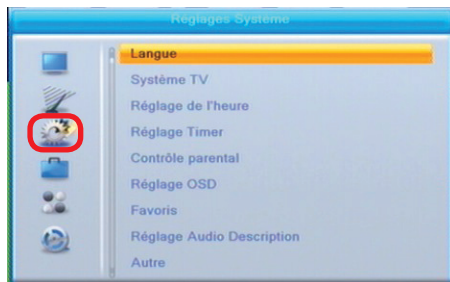 Réglages Système
Langue
Système TV
Réglage de l'heure
Réglage Timer
Contrôle parental
Réglage OSD
Favoris
Réglage Audio Description
Autre